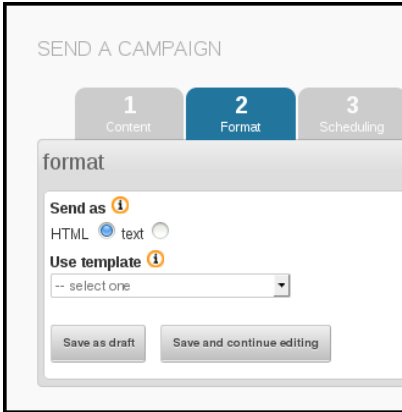 SEND A CAMPAIGN
1 2 3
Content Format Scheduling
format
Send as
HTML text
Use template
-- select one
Save as draft Save and continue editing